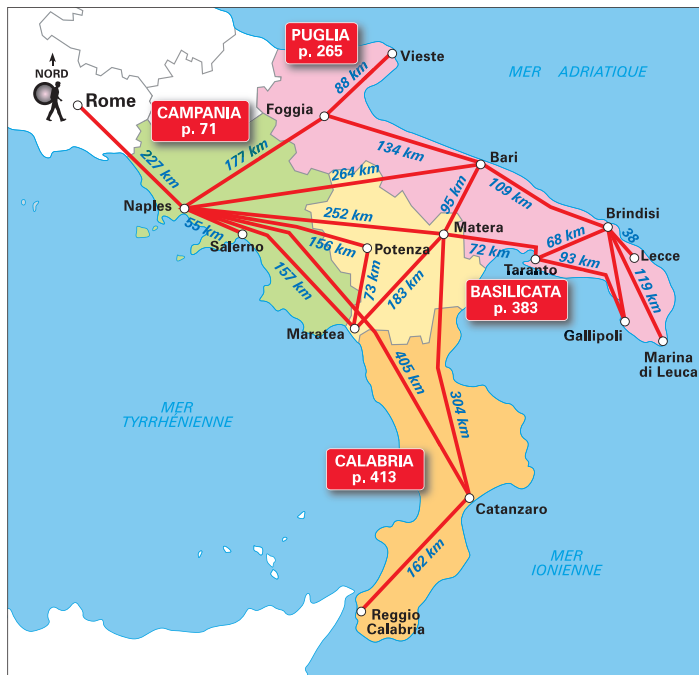 PUGLIA
p. 265
Vieste
MER ADRIATIQUE
NORD
Rome
88 km
Foggia
CAMPANIA
p. 71
177 km
134 km
227 km
264 km
Bari
95 km
109 km
Naples
252 km
Matera
Brindisi
55 km
Salerno
156 km
Potenza
72 km
68 km
38
Lecce
Taranto
93 km
119 km
157 km
73 km
183 km
BASILICATA
p. 383
Maratea
Gallipoli
Marina
di Leuca
405 km
304 km
MER
TYRRHÉNIENNE
CALABRIA
p. 413
Catanzaro
162 km
MER
IONIENNE
Reggio
Calabria